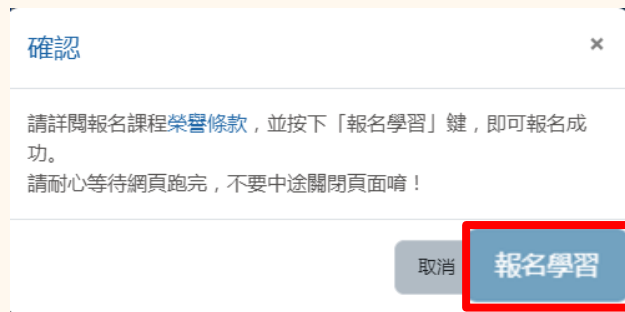 確認
×
請詳閱報名課程榮譽條款，並按下「報名學習」鍵，即可報名成
功。
請耐心等待網頁跑完，不要中途關閉頁面唷！
取消 報名學習